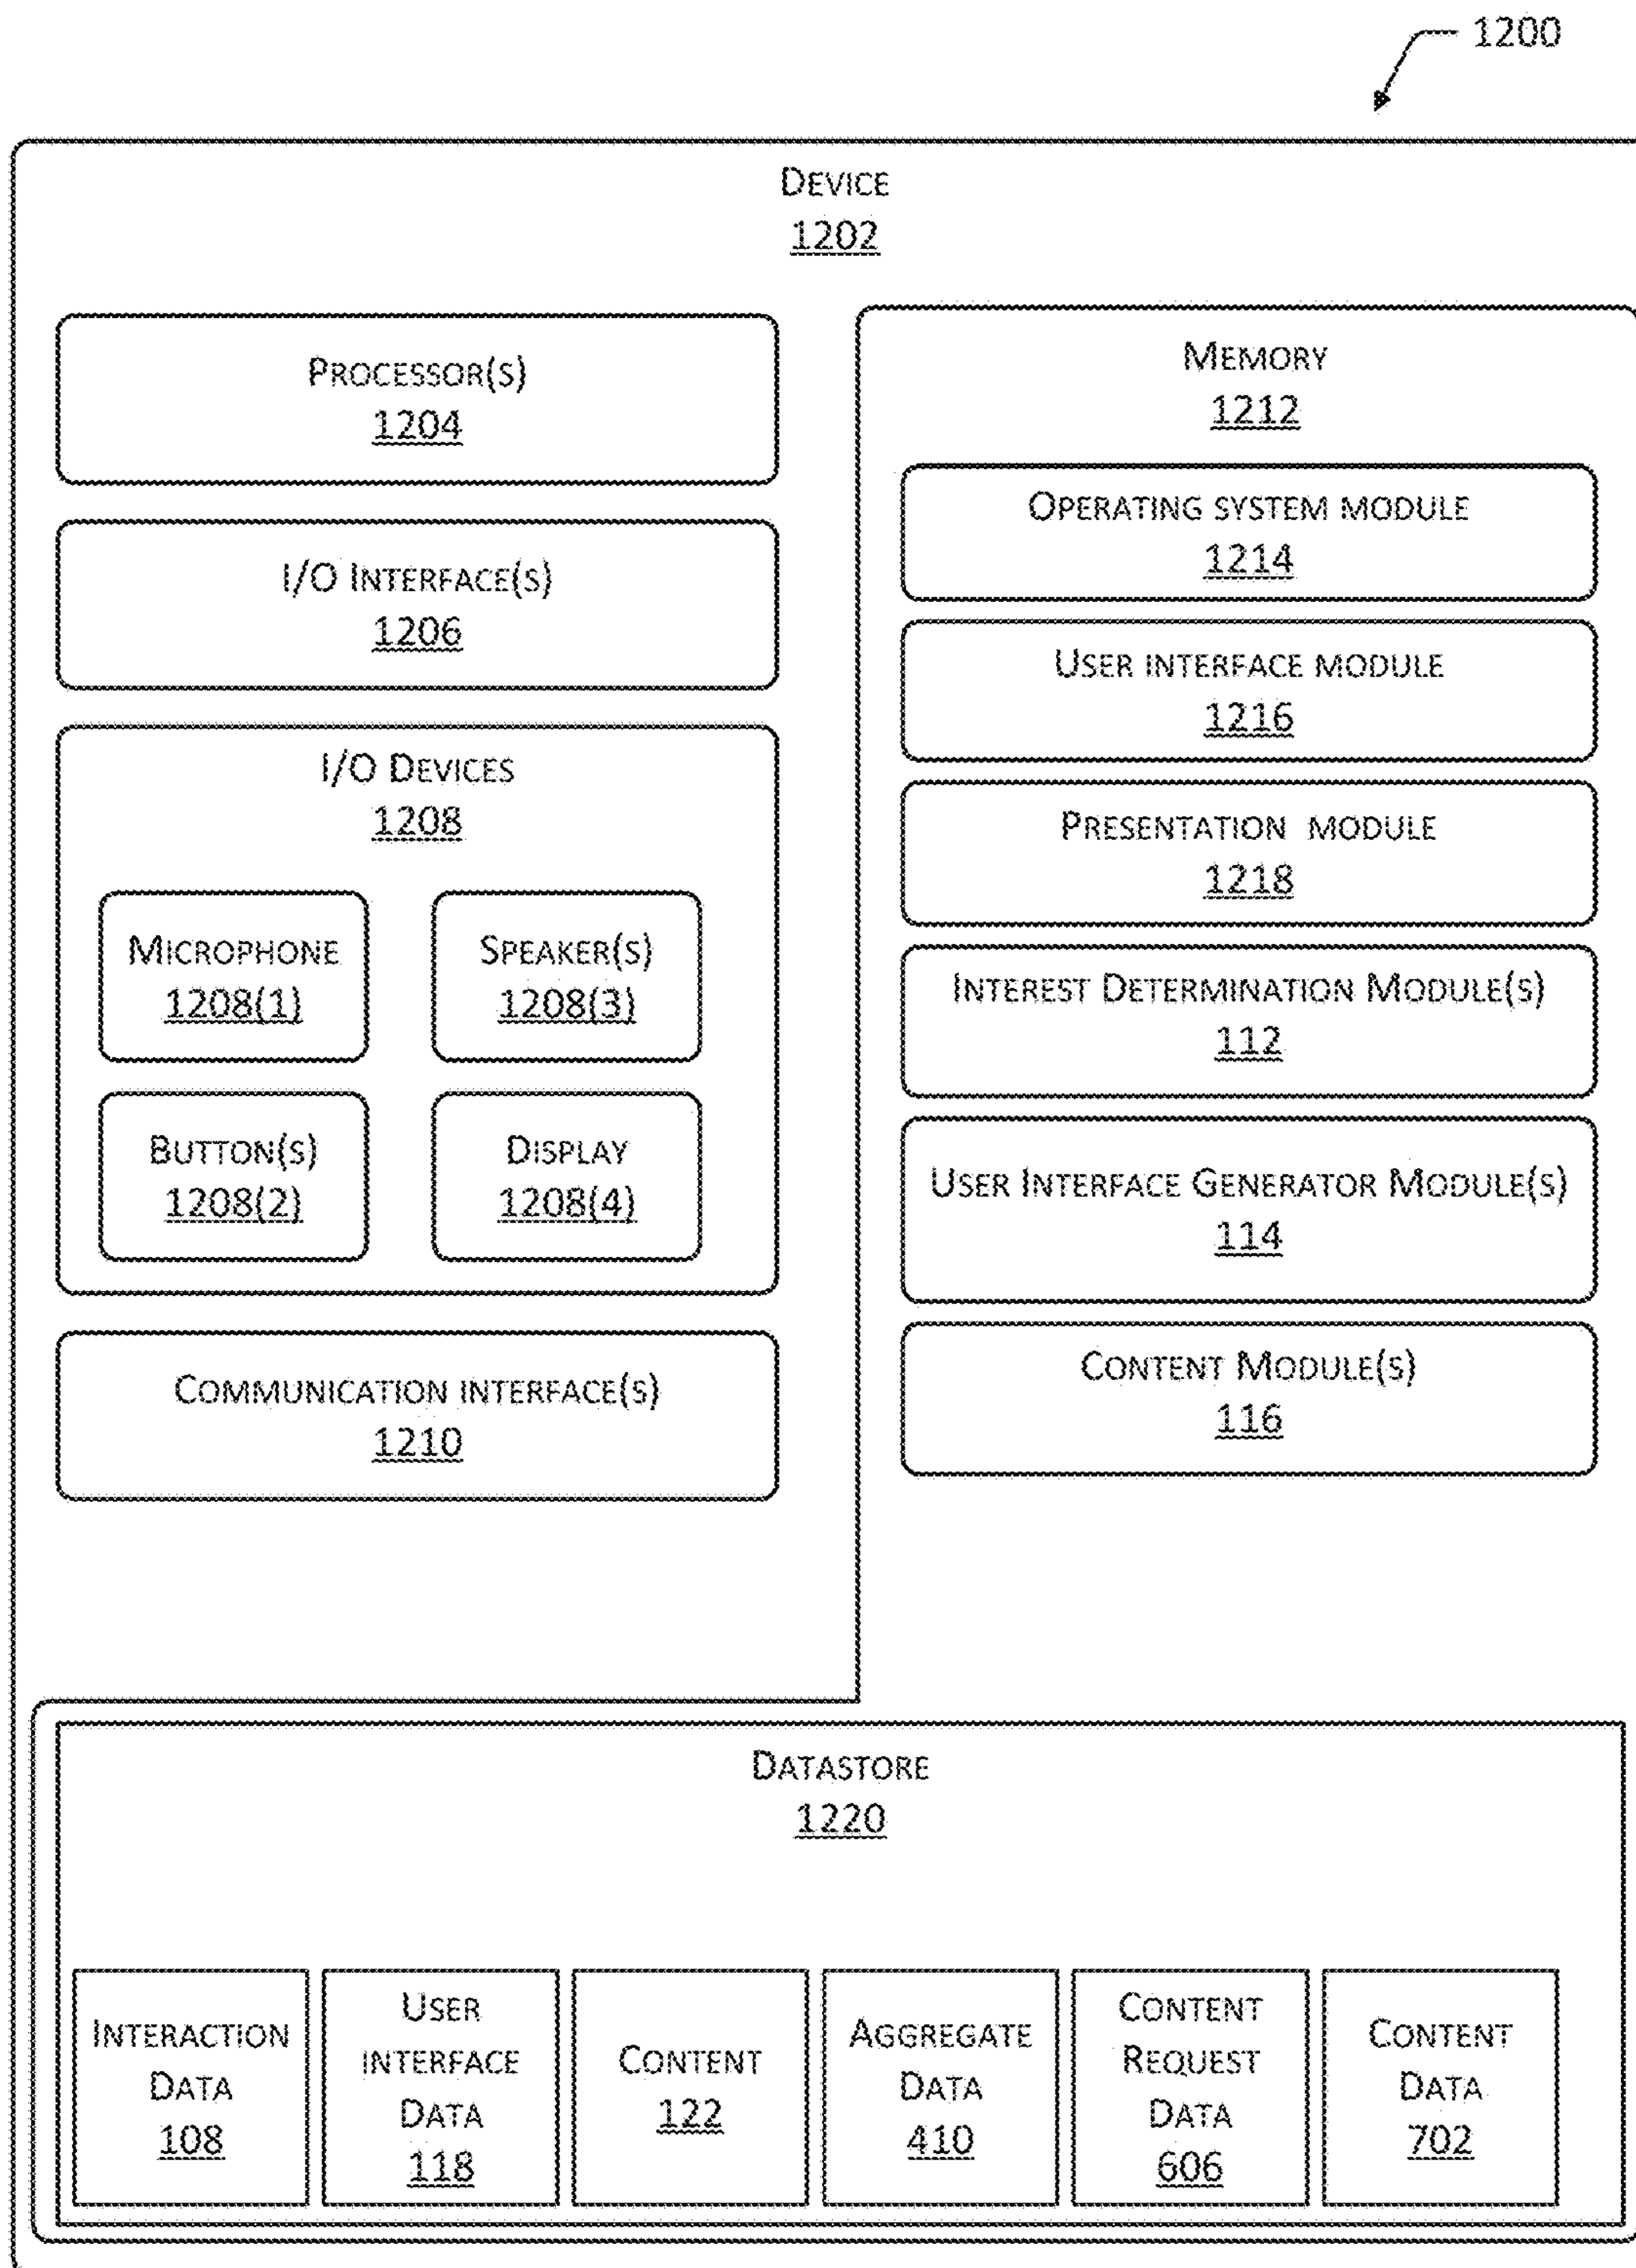 1200
DEVICE
1202
PROCESSOR(S)
1204
I/O INTERFACE(S)
1206
I/O DEVICES
1208
MICROPHONE
1208(1)
SPEAKER(S)
1208(3)
BUTTON(S)
1208(2)
DISPLAY
1208(4)
COMMUNICATION INTERFACE(S)
1210
MEMORY
1212
OPERATING SYSTEM MODULE
1214
USER INTERFACE MODULE
1216
PRESENTATION MODULE
1218
INTEREST DETERMINATION MODULE(S)
112
USER INTERFACE GENERATOR MODULE(S)
114
CONTENT MODULE(S)
116
DATASTORE
1220
INTERACTION
DATA
108
USER
INTERFACE
DATA
118
CONTENT
122
AGGREGATE
DATA
410
CONTENT
REQUEST
DATA
606
CONTENT
DATA
702